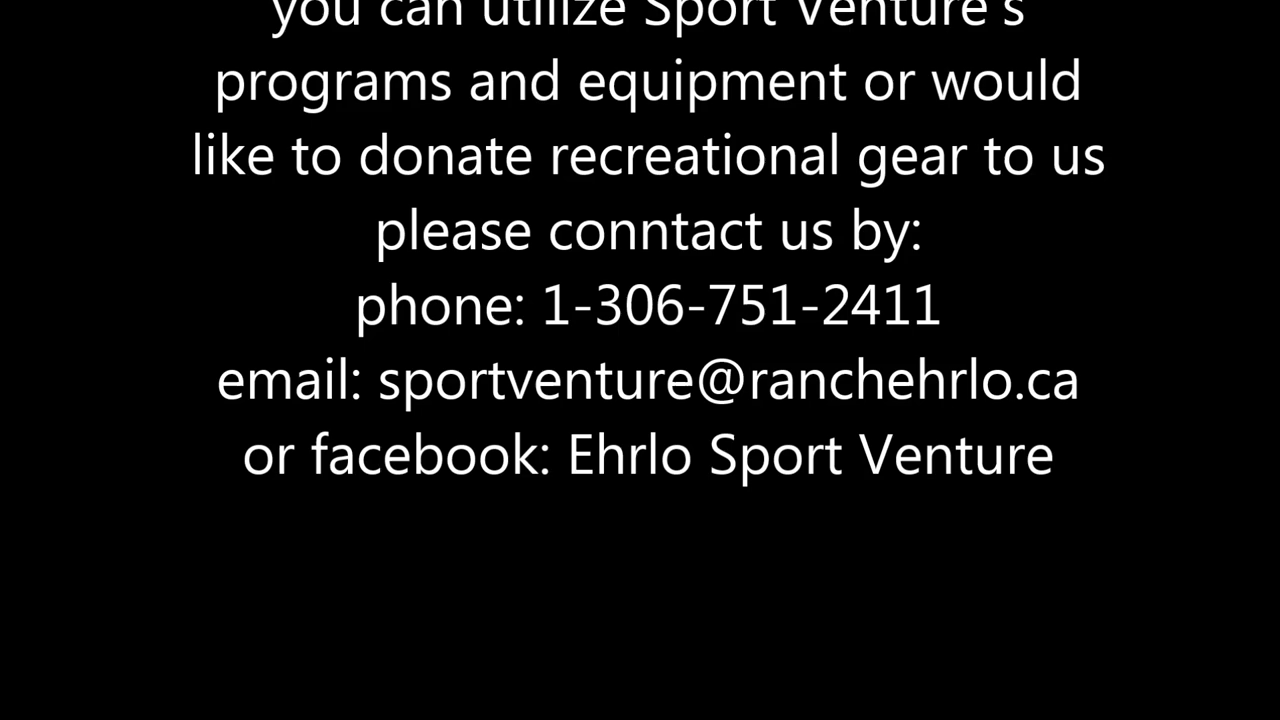 you can utilize Sport Venture's
programs and equipment or would
like to donate recreational gear to us
please conntact us by:
phone: 1-306-751-2411
email: sportventure@ranchehrlo.ca
or facebook: Ehrlo Sport Venture